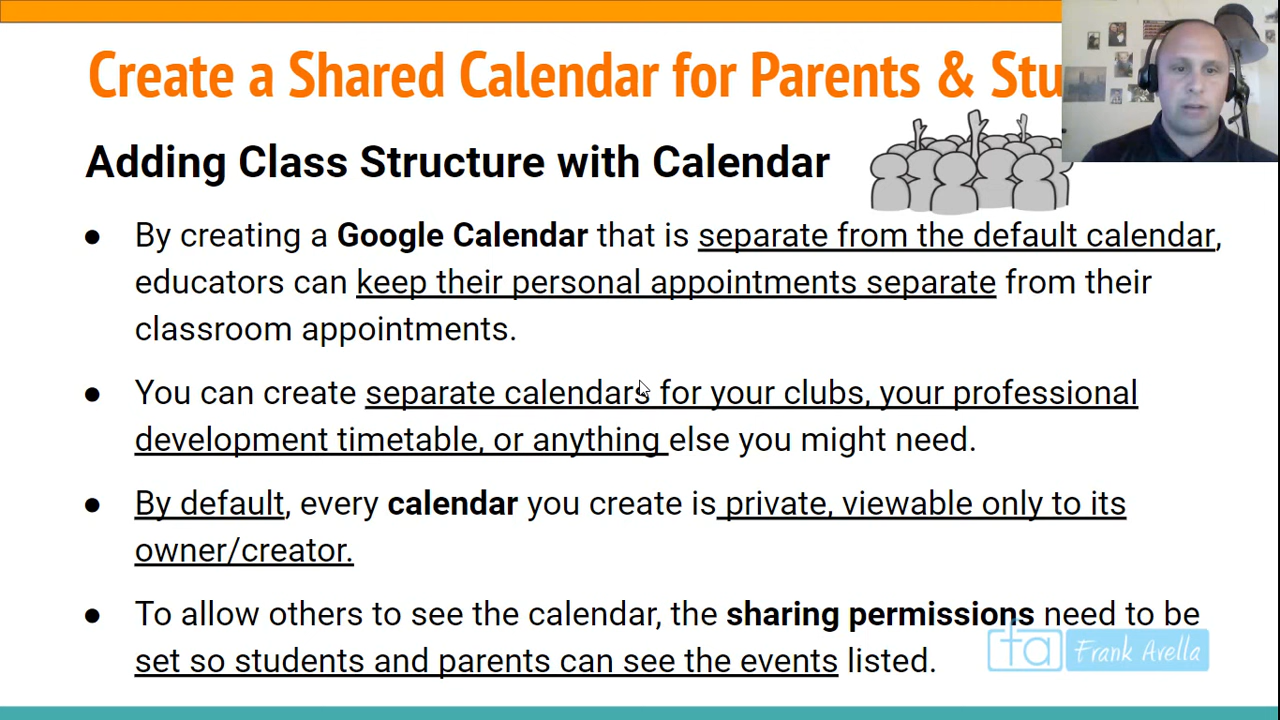 Create a Shared Calendar for Parents & Stu
Adding Class Structure with Calendar
● By creating a Google Calendar that is separate from the default calendar,
educators can keep their personal appointments separate from their
classroom appointments.
● You can create separate calendars for your clubs, your professional
development timetable, or anything else you might need.
● By default, every calendar you create is private, viewable only to its
owner/creator.
● To allow others to see the calendar, the sharing permissions need to be
set so students and parents can see the events listed.
fa Frank Avella